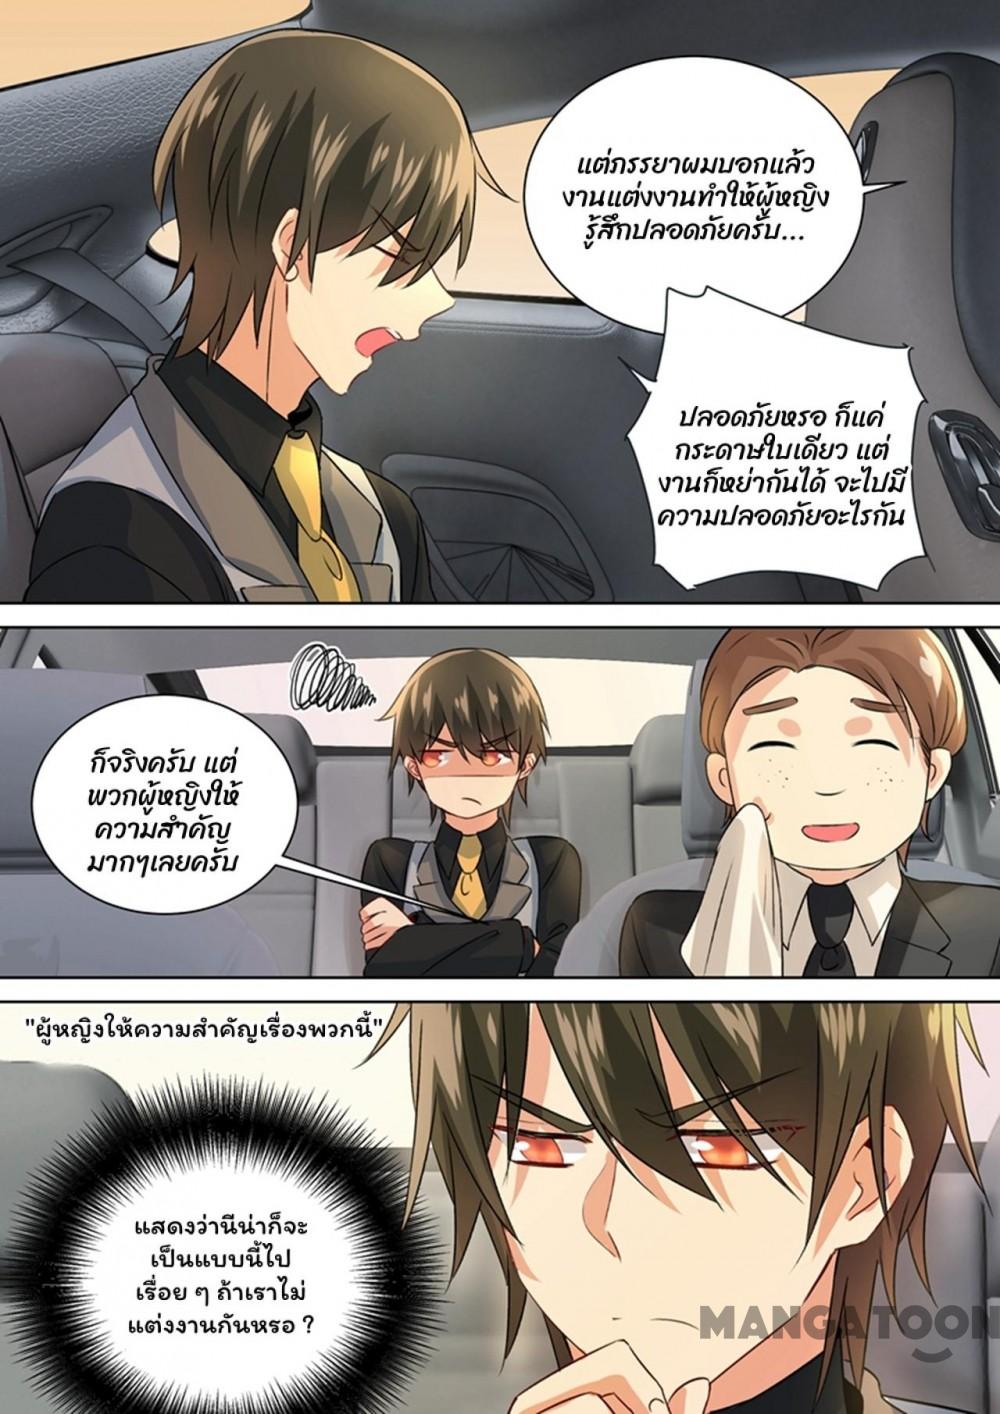 แต่ภรรยาผมบอกแล้ว
งานแต่งงานทำให้ผู้หญิง
รู้สึกปลอดภัยครับ...
ปลอดภัยหรอ ก็แค่
กระดาษใบเดียว แต่
งานก็หย่ากันได้ จะไปมี
ความปลอดภัยอะไรกัน
ก็จริงครับ แต่
พวกผู้หญิงให้
ความสำคัญ
มากๆเลยครับ
"ผู้หญิงให้ความสำคัญเรื่องพวกนี้"
แสดงว่านีน่าก็จะ
เป็นแบบนี้ไป
เรื่อย ๆ ถ้าเราไม่
แต่งงานกันหรอ ?
MANGATOON